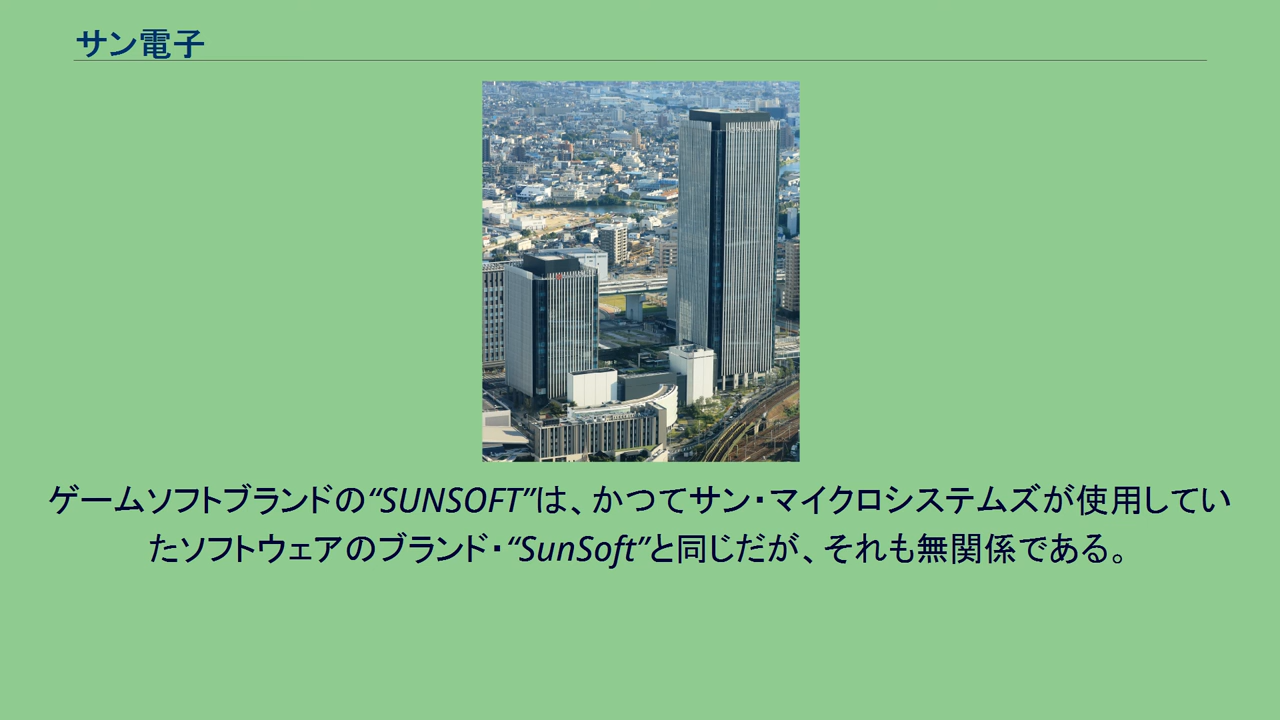 サン電子
ゲームソフトブランドの“SUNSOFT”は、かつてサン・マイクロシステムズが使用してい
たソフトウェアのブランド・“SunSoft”と同じだが、それも無関係である。